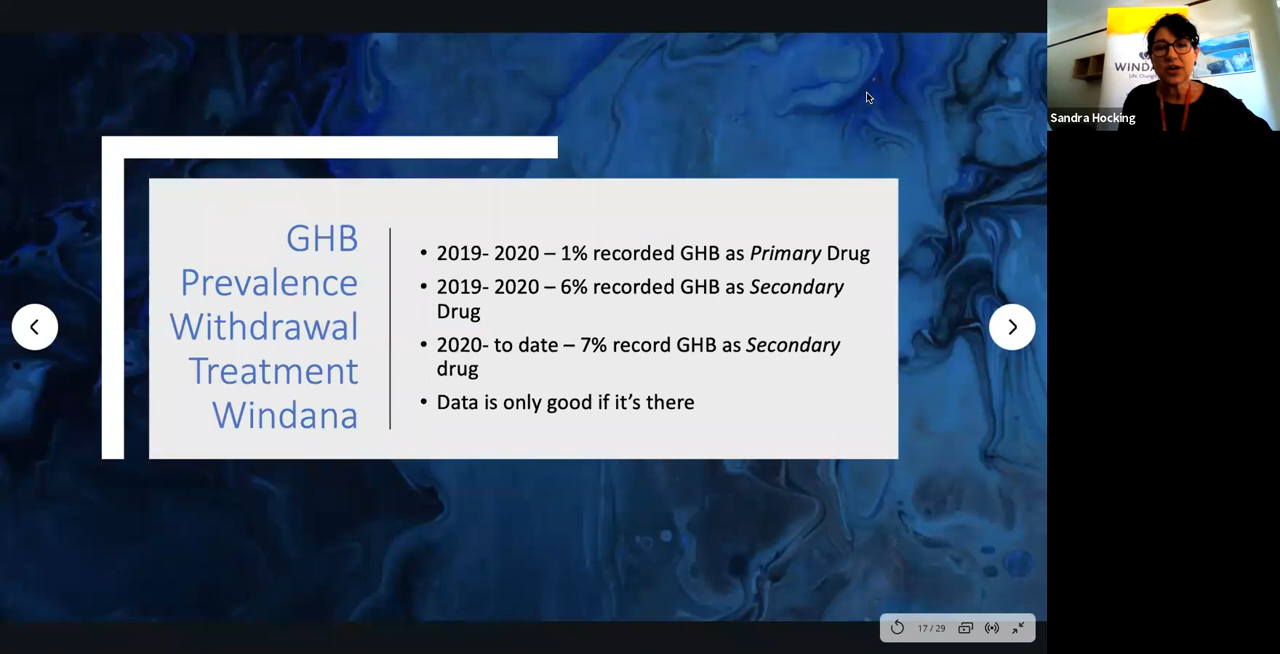 GHB
Prevalence
Withdrawal
Treatment
Windana
• 2019- 2020 – 1% recorded GHB as Primary Drug
• 2019- 2020 – 6% recorded GHB as Secondary
Drug
• 2020- to date – 7% record GHB as Secondary
drug
• Data is only good if it's there
17 / 29
WINDA
Sandra Hocking